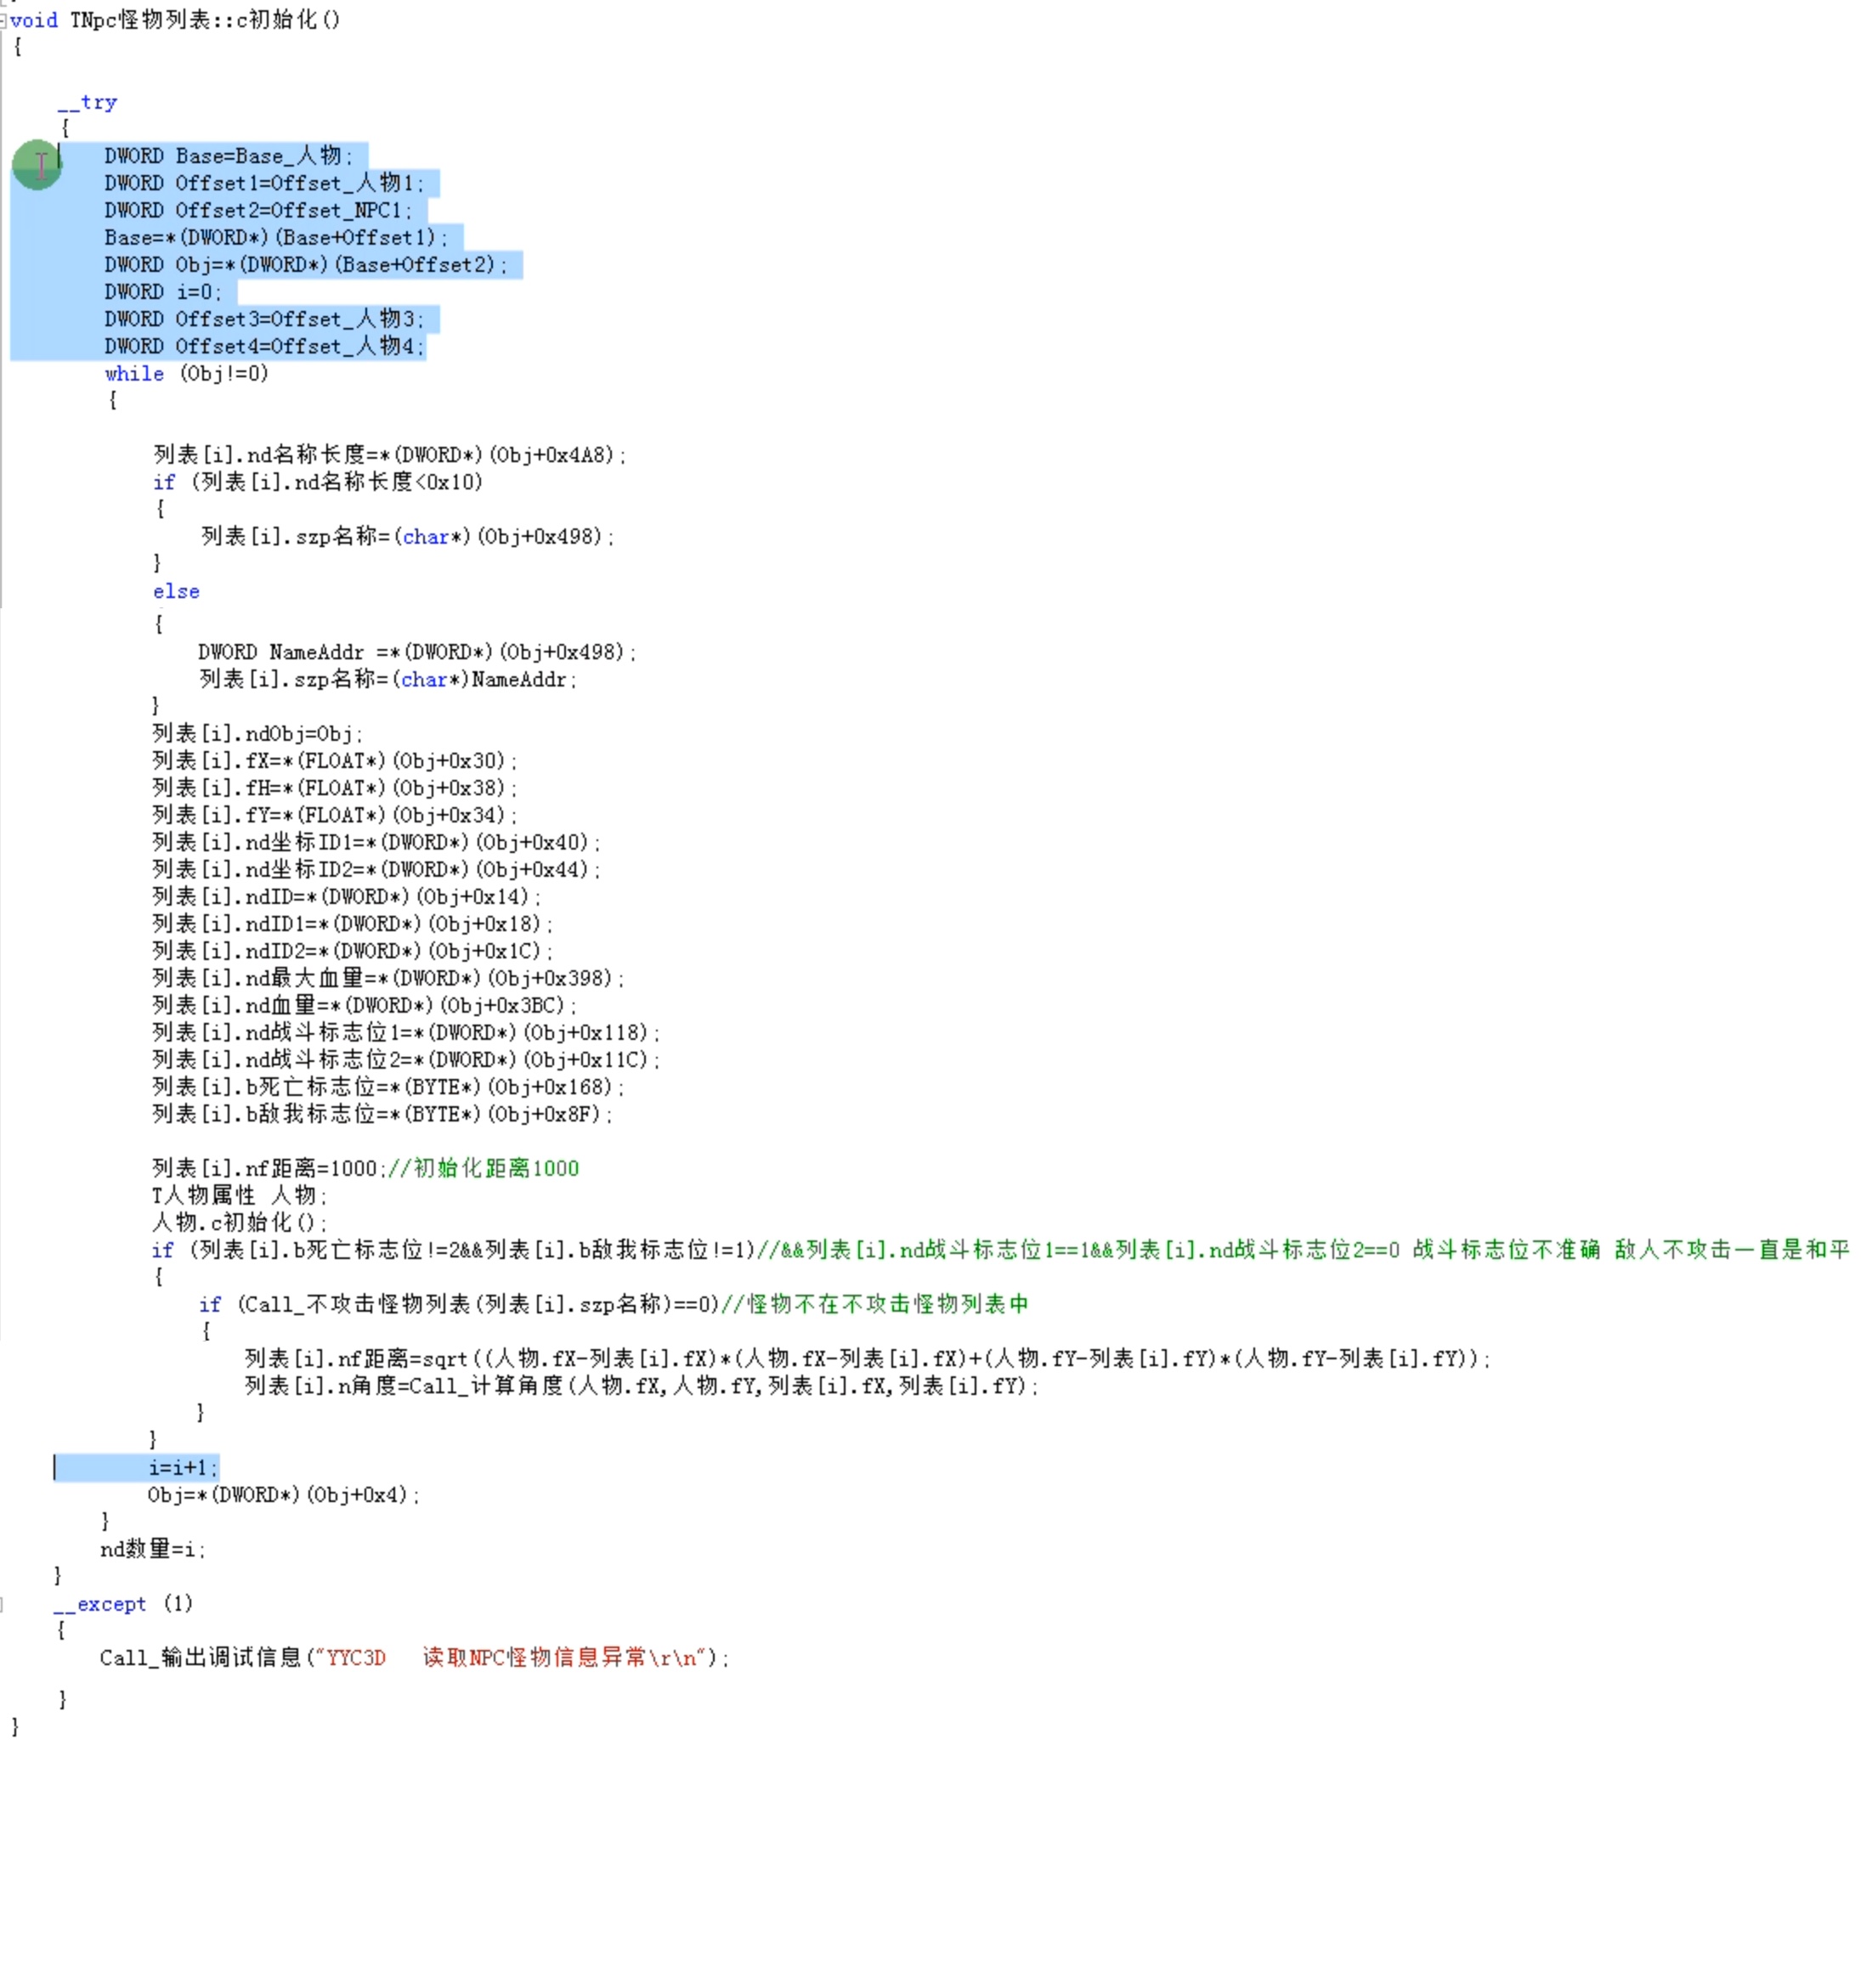 void TNpc怪物列表::c初始化()
{
__try
{
DWORD Base=Base_人物;
DWORD Offset1=Offset_人物1;
DWORD Offset2=Offset_NPC1;
Base=*(DWORD*)(Base+Offset1);
DWORD Obj=*(DWORD*)(Base+Offset2);
DWORD i=0;
DWORD Offset3=Offset_人物3;
DWORD Offset4=Offset_人物4;
while (Obj!=0)
{
列表[i].nd名称长度=*(DWORD*)(Obj+0x4A8);
if (列表[i].nd名称长度<0x10)
{
列表[i].szp名称=(char*)(Obj+0x498);
}
else
{
DWORD NameAddr =*(DWORD*)(Obj+0x498);
列表[i].szp名称=(char*)NameAddr;
}
列表[i].ndObj=Obj;
列表[i].fX=*(FLOAT*)(Obj+0x30);
列表[i].fH=*(FLOAT*)(Obj+0x38);
列表[i].fY=*(FLOAT*)(Obj+0x34);
列表[i].nd坐标ID1=*(DWORD*)(Obj+0x40);
列表[i].nd坐标ID2=*(DWORD*)(Obj+0x44);
列表[i].ndID=*(DWORD*)(Obj+0x14);
列表[i].ndID1=*(DWORD*)(Obj+0x18);
列表[i].ndID2=*(DWORD*)(Obj+0x1C);
列表[i].nd最大血量=*(DWORD*)(Obj+0x398);
列表[i].nd血量=*(DWORD*)(Obj+0x3BC);
列表[i].nd战斗标志位1=*(DWORD*)(Obj+0x118);
列表[i].nd战斗标志位2=*(DWORD*)(Obj+0x11C);
列表[i].b死亡标志位=*(BYTE*)(Obj+0x168);
列表[i].b敌我标志位=*(BYTE*)(Obj+0x8F);
列表[i].nf距离=1000;//初始化距离1000
T人物属性 人物;
人物.c初始化();
if (列表[i].b死亡标志位!=2&&列表[i].b敌我标志位!=1)//&&列表[i].nd战斗标志位1==1&&列表[i].nd战斗标志位2==0 战斗标志位不准确 敌人不攻击一直是和平
{
if (Call_不攻击怪物列表(列表[i].szp名称)==0)//怪物不在不攻击怪物列表中
{
列表[i].nf距离=sqrt((人物.fX-列表[i].fX)*(人物.fX-列表[i].fX)+(人物.fY-列表[i].fY)*(人物.fY-列表[i].fY));
列表[i].n角度=Call_计算角度(人物.fX,人物.fY,列表[i].fX,列表[i].fY);
}
}
i=i+1;
Obj=*(DWORD*)(Obj+0x4);
}
nd数量=i;
}
__except (1)
{
Call_输出调试信息("YYC3D   读取NPC怪物信息异常\r\n");
}
}